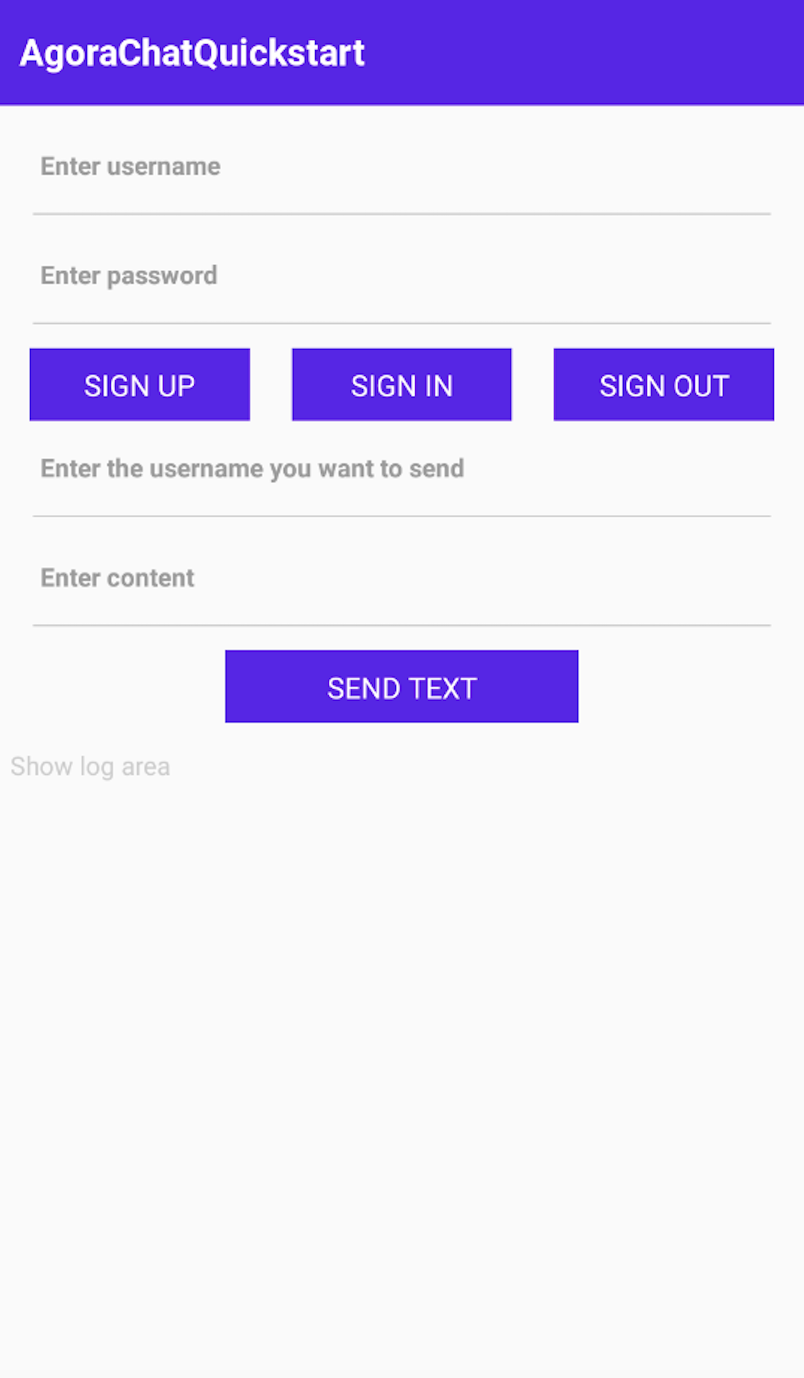 AgoraChatQuickstart
Enter username
Enter password
SIGN UP SIGN IN SIGN OUT
Enter the username you want to send
Enter content
SEND TEXT
Show log area